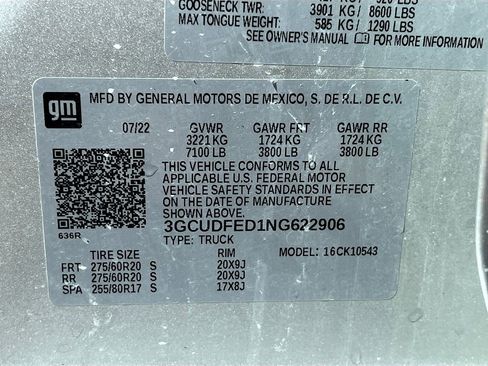 GOOSENECK TWR: 3901 KG / 8600 LBS
MAX TONGUE WEIGHT: 585 KG / 1290 LBS
SEE OWNER'S MANUAL FOR MORE INFORMATION
gm
MFD BY GENERAL MOTORS DE MEXICO, S. DE R.L. DE C.V.
07/22 GVWR GAWR FRT GAWR RR
3221 KG 1724 KG 1724 KG
7100 LB 3800 LB 3800 LB
THIS VEHICLE CONFORMS TO ALL
APPLICABLE U.S. FEDERAL MOTOR
VEHICLE SAFETY STANDARDS IN EFFECT
ON THE DATE OF MANUFACTURE
SHOWN ABOVE.
636R
3GCUDFED1NG622906
TYPE: TRUCK
MODEL: 16CK10543
TIRE SIZE RIM
FRT 275/60R20 S 20X9J
RR 275/60R20 S 20X9J
SPA 255/80R17 S 17X8J